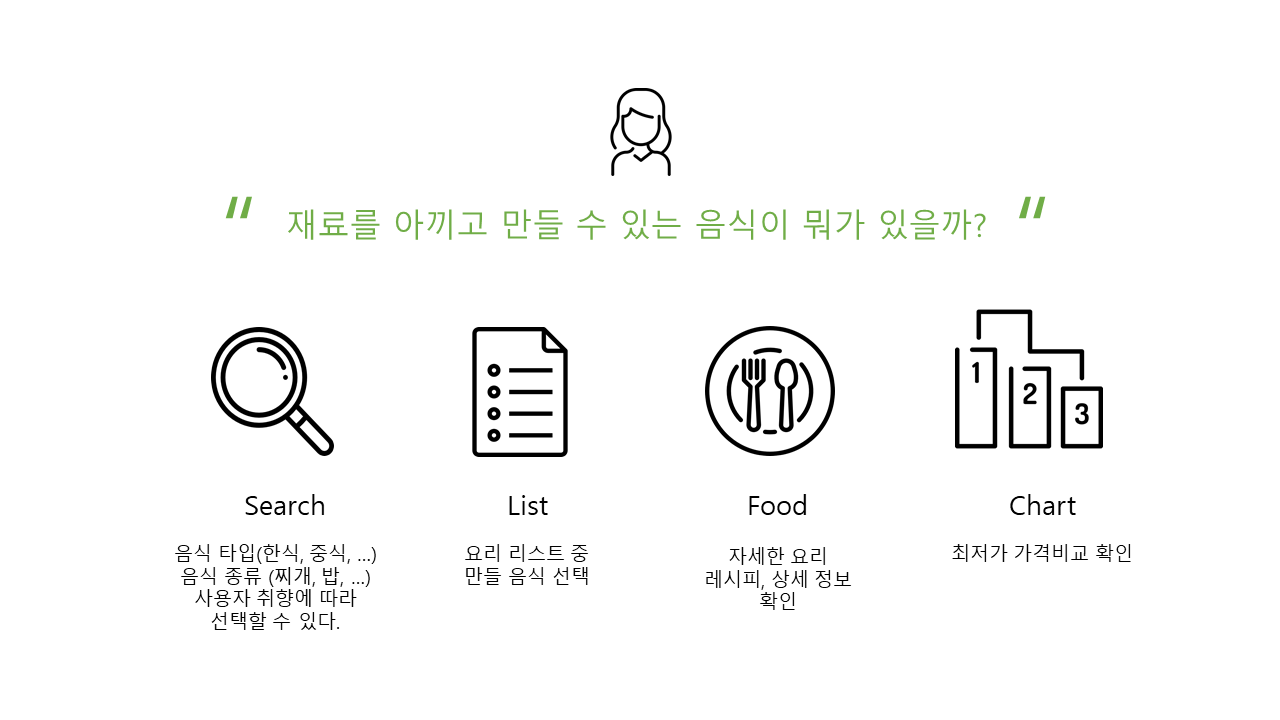 “ 재료를 아끼고 만들 수 있는 음식이 뭐가 있을까? “
1
2
3
Search
음식 타입(한식, 중식, ...)
음식 종류 (찌개, 밥, ...)
사용자 취향에 따라
선택할 수 있다.
List
요리 리스트 중
만들 음식 선택
Food
자세한 요리
레시피, 상세 정보
확인
Chart
최저가 가격비교 확인